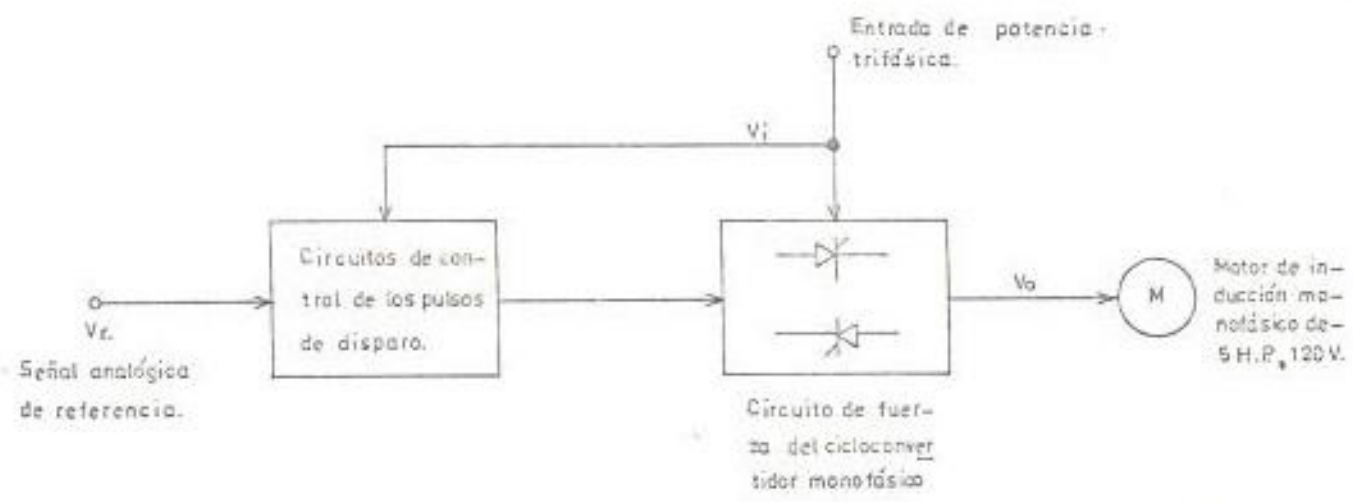 Entrada de potencia
trifásica.
Vi
Circuitos de con-
trol de los pulsos
de disparo.
Vr.
Señal analógica
de referencia.
Vo
M
Motor de in-
ducción mo-
nofásico de-
5 H.P., 120 V.
Circuito de fuer-
za del cicloconver
tidor monofásico